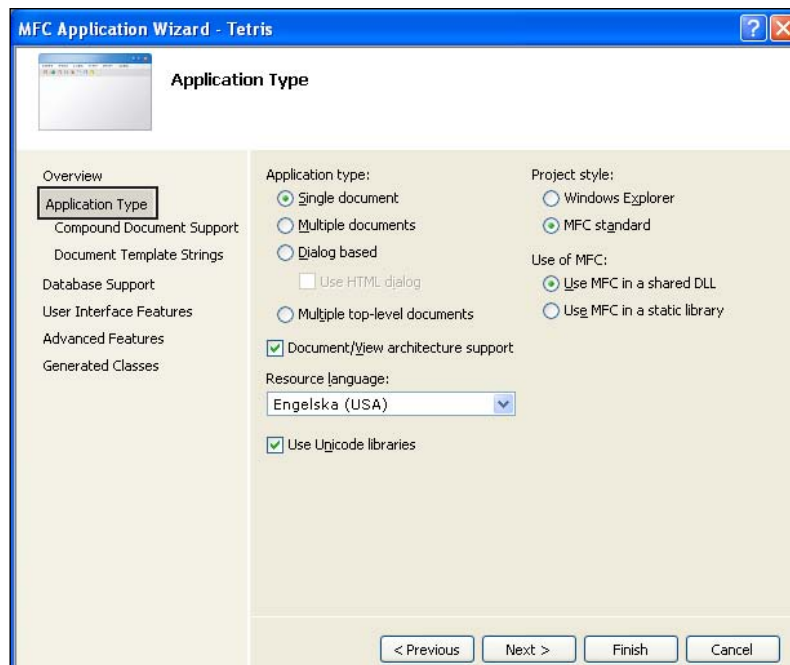 MFC Application Wizard - Tetris
Application Type
Overview
Application Type
Compound Document Support
Document Template Strings
Database Support
User Interface Features
Advanced Features
Generated Classes
Application type:
Single document
Multiple documents
Dialog based
Use HTML dialog
Multiple top-level documents
Document/View architecture support
Resource language:
Engelska (USA)
Use Unicode libraries
Project style:
Windows Explorer
MFC standard
Use of MFC:
Use MFC in a shared DLL
Use MFC in a static library
< Previous
Next >
Finish
Cancel